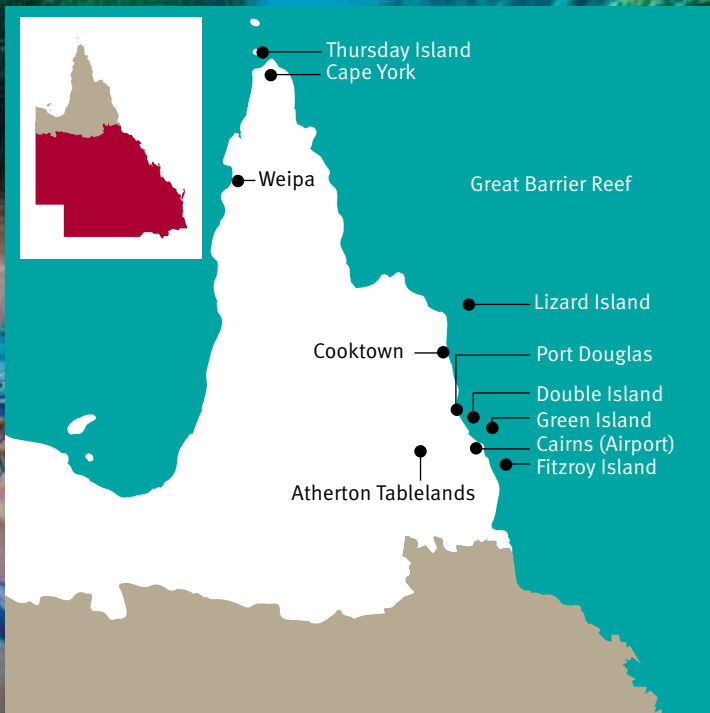 Thursday Island
Cape York
Weipa
Great Barrier Reef
Lizard Island
Cooktown
Port Douglas
Double Island
Green Island
Cairns (Airport)
Fitzroy Island
Atherton Tablelands